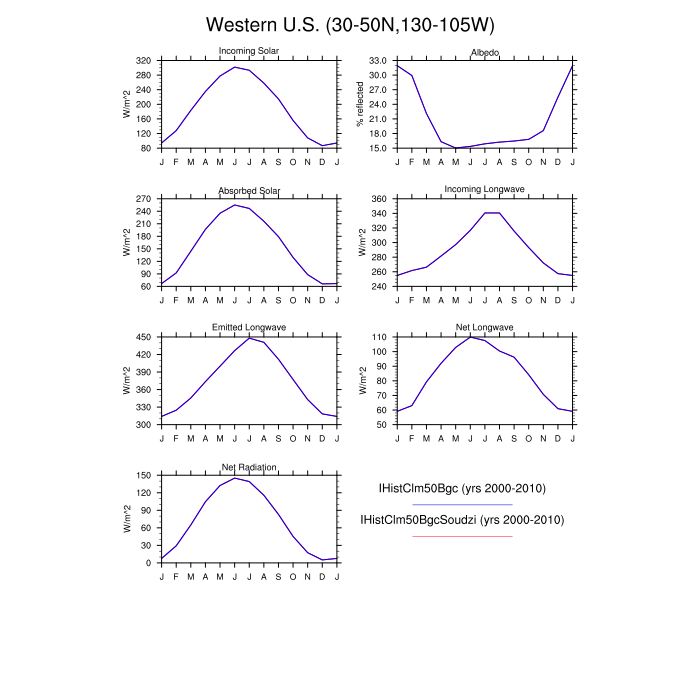 Western U.S. (30-50N,130-105W)
Incoming Solar
W/m^2
320
280
240
200
160
120
80
J F M A M J J A S O N D J
Albedo
% reflected
33.0
30.0
27.0
24.0
21.0
18.0
15.0
J F M A M J J A S O N D J
Absorbed Solar
W/m^2
270
240
210
180
150
120
90
60
J F M A M J J A S O N D J
Incoming Longwave
W/m^2
360
340
320
300
280
260
240
J F M A M J J A S O N D J
Emitted Longwave
W/m^2
450
420
390
360
330
300
J F M A M J J A S O N D J
Net Longwave
W/m^2
110
100
90
80
70
60
50
J F M A M J J A S O N D J
Net Radiation
W/m^2
150
120
90
60
30
0
J F M A M J J A S O N D J
IHistClm50Bgc (yrs 2000-2010)
IHistClm50BgcSoudzi (yrs 2000-2010)